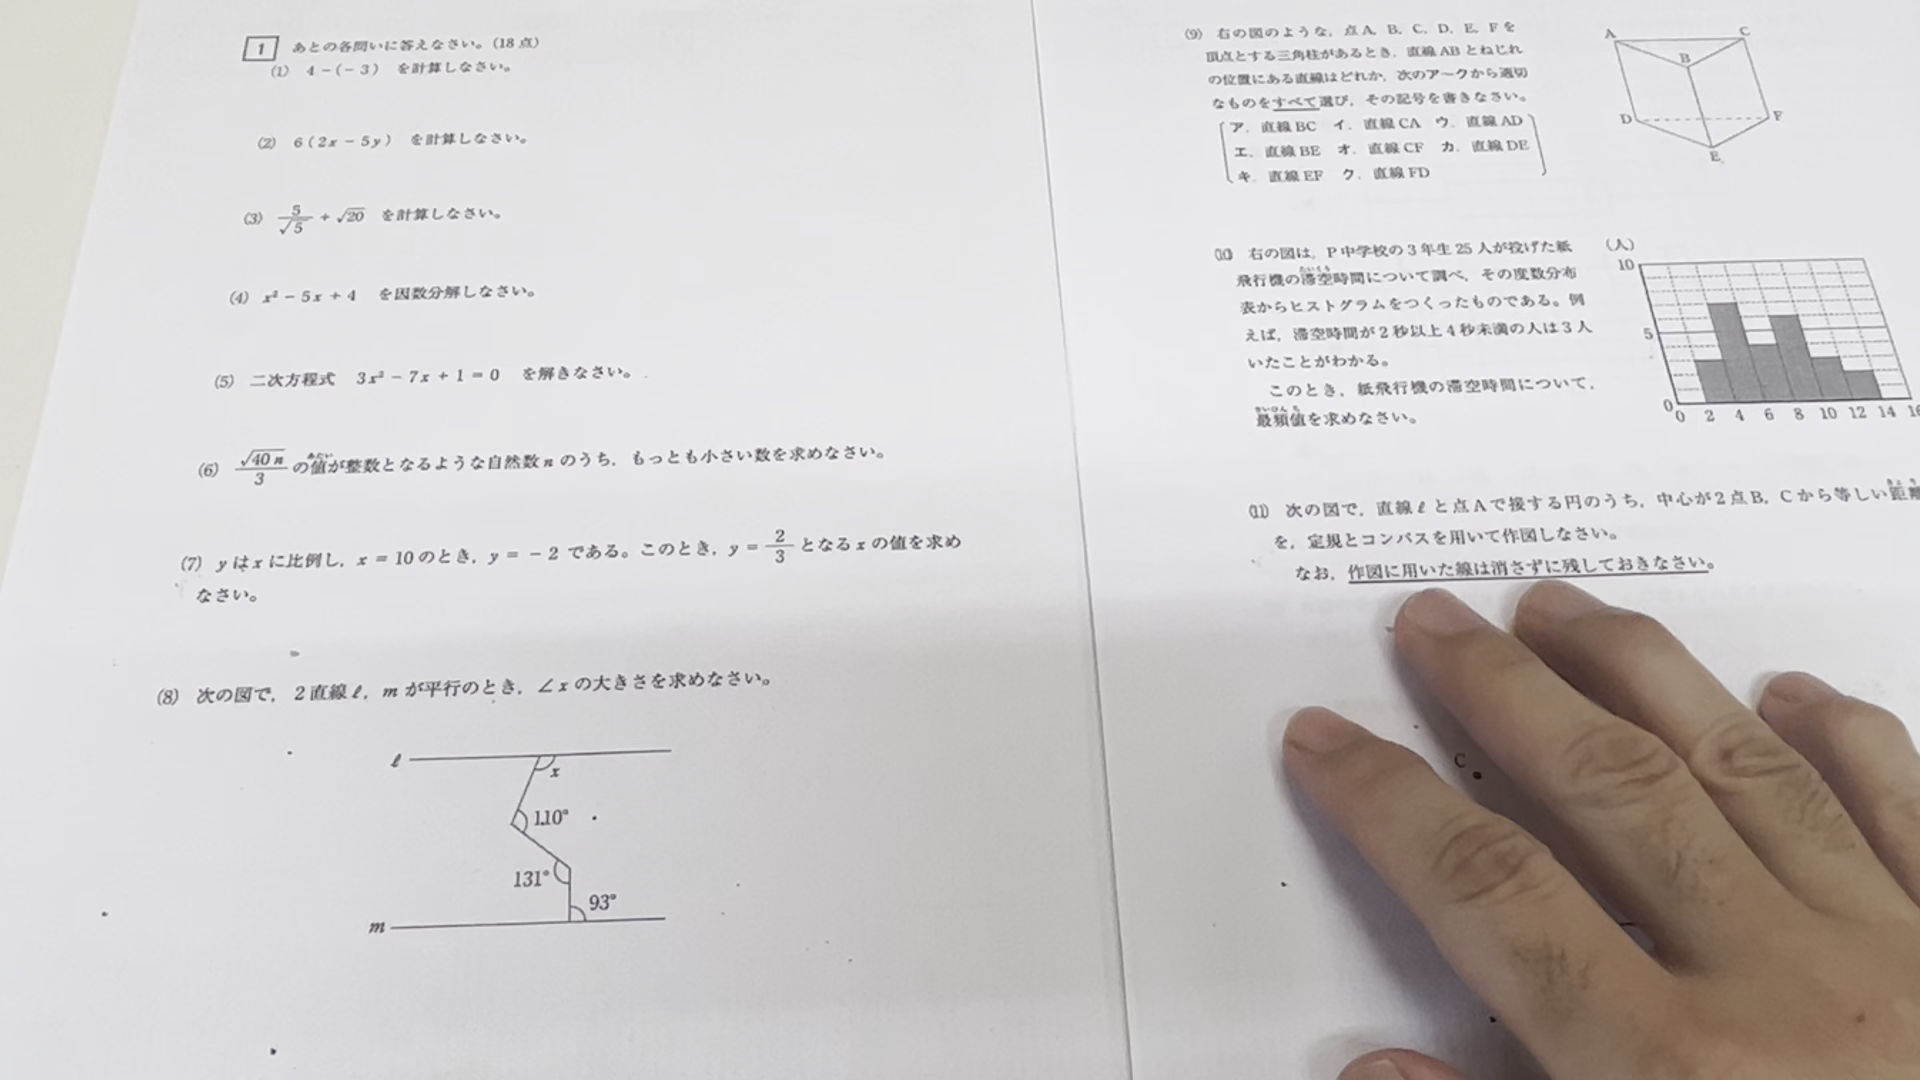 1 あとの各問いに答えなさい。(18点)
(1) 4－(－3) を計算しなさい。
(2) 6(2x－5y) を計算しなさい。
(3) 5/√5 + √20 を計算しなさい。
(4) x²－5x＋4 を因数分解しなさい。
(5) 二次方程式 3x²－7x＋1＝0 を解きなさい。
(6) √40n/3 の値が整数となるような自然数nのうち，もっとも小さい数を求めなさい。
あたい
(7) yはxに比例し，x＝10のとき，y＝－2である。このとき，y＝2/3となるxの値を求め
なさい。
(8) 次の図で，2直線ℓ，mが平行のとき，∠xの大きさを求めなさい。
ℓ
x
110°
131°
93°
m
(9) 右の図のような，点A，B，C，D，E，Fを
頂点とする三角柱があるとき，直線ABとねじれ
の位置にある直線はどれか，次のア〜クから適切
なものをすべて選び，その記号を書きなさい。
ア．直線BC イ．直線CA ウ．直線AD
エ．直線BE オ．直線CF カ．直線DE
キ．直線EF ク．直線FD
A
C
B
D
F
E
(10) 右の図は，P中学校の3年生25人が投げた紙
飛行機の滞空時間について調べ，その度数分布
たいくう
表からヒストグラムをつくったものである。例
えば，滞空時間が2秒以上4秒未満の人は3人
いたことがわかる。
このとき，紙飛行機の滞空時間について，
最頻値を求めなさい。
さいひんち
(人)
10
5
0
0 2 4 6 8 10 12 14 16
(11) 次の図で，直線ℓと点Aで接する円のうち，中心が2点B，Cから等しい距離
を，定規とコンパスを用いて作図しなさい。
なお，作図に用いた線は消さずに残しておきなさい。
C